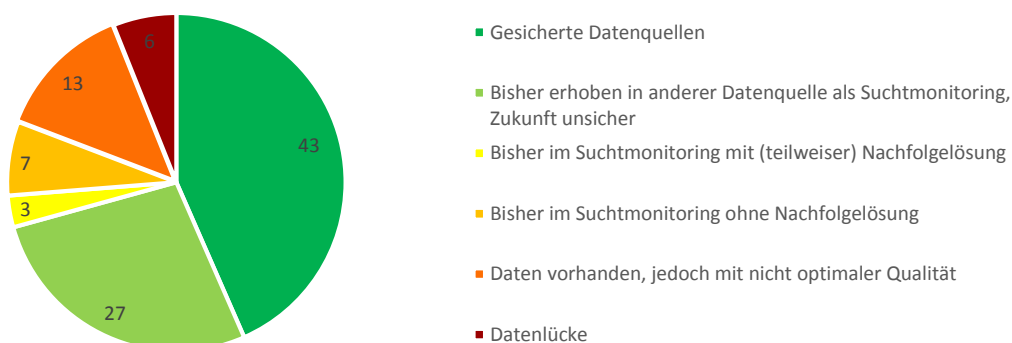 6
13
7
3
27
43
Gesicherte Datenquellen
Bisher erhoben in anderer Datenquelle als Suchtmonitoring,
Zukunft unsicher
Bisher im Suchtmonitoring mit (teilweiser) Nachfolgelösung
Bisher im Suchtmonitoring ohne Nachfolgelösung
Daten vorhanden, jedoch mit nicht optimaler Qualität
Datenlücke